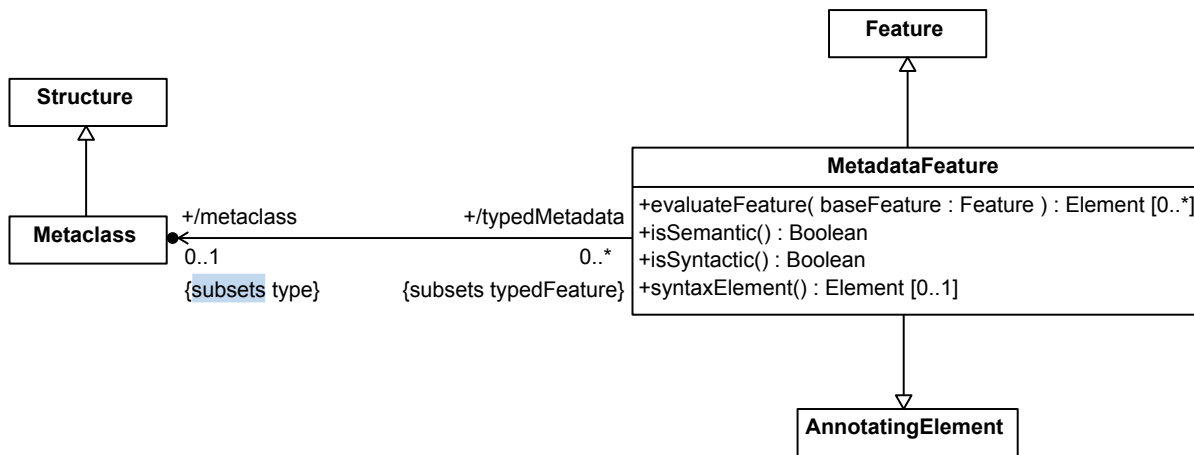 Feature
Structure
MetadataFeature
+evaluateFeature( baseFeature : Feature ) : Element [0..*]
+isSemantic() : Boolean
+isSyntactic() : Boolean
+syntaxElement() : Element [0..1]
Metaclass
+/metaclass
+/typedMetadata
0..1
0..*
{subsets type}
{subsets typedFeature}
AnnotatingElement